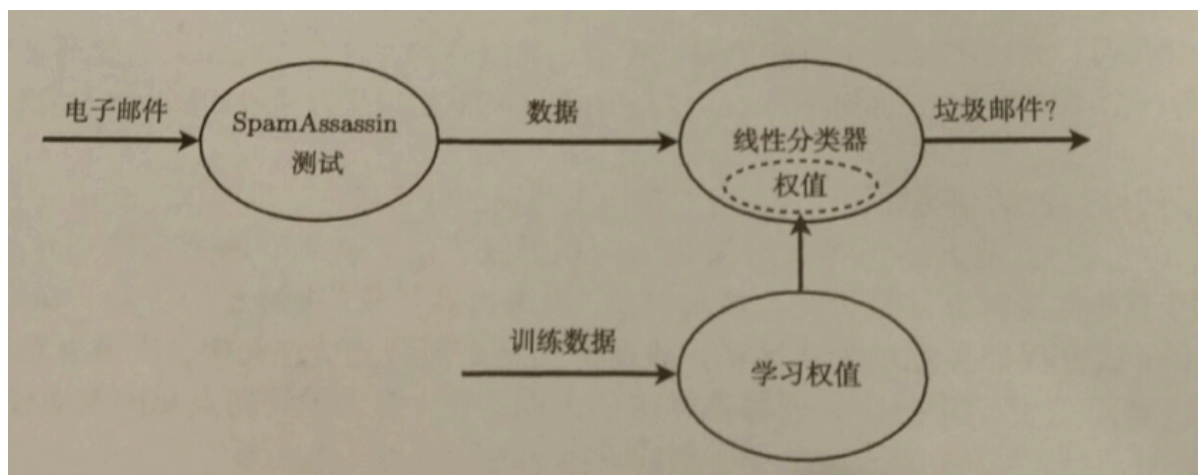 电子邮件
SpamAssassin
测试
数据
线性分类器
权值
垃圾邮件?
训练数据
学习权值